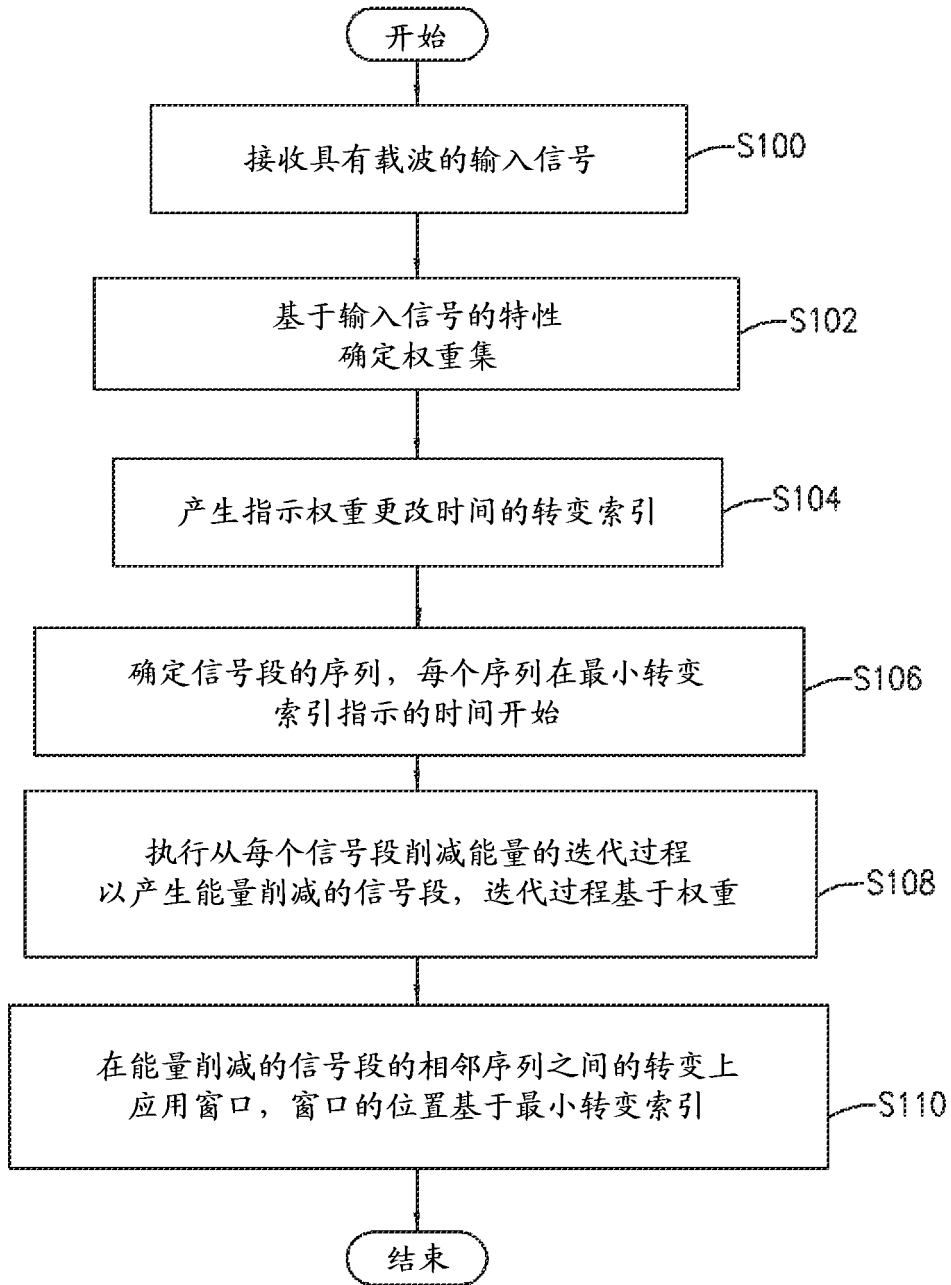 开始
接收具有载波的输入信号
S100
基于输入信号的特性
确定权重集
S102
产生指示权重更改时间的转变索引
S104
确定信号段的序列，每个序列在最小转变
索引指示的时间开始
S106
执行从每个信号段削减能量的迭代过程
以产生能量削减的信号段，迭代过程基于权重
S108
在能量削减的信号段的相邻序列之间的转变上
应用窗口，窗口的位置基于最小转变索引
S110
结束